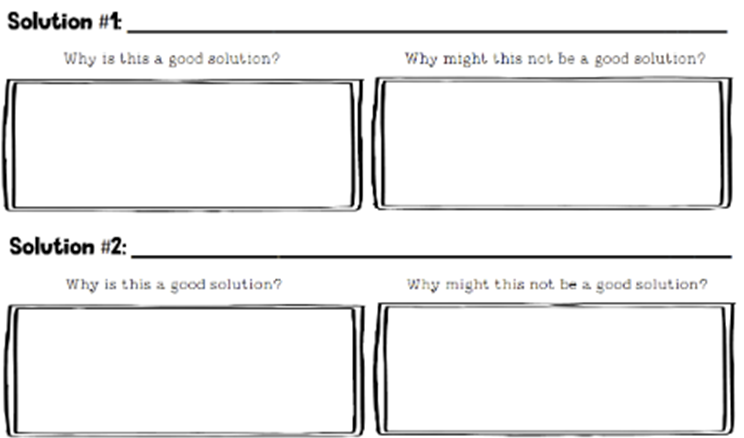 Solution #1:
Why is this a good solution? Why might this not be a good solution?
Solution #2:
Why is this a good solution? Why might this not be a good solution?